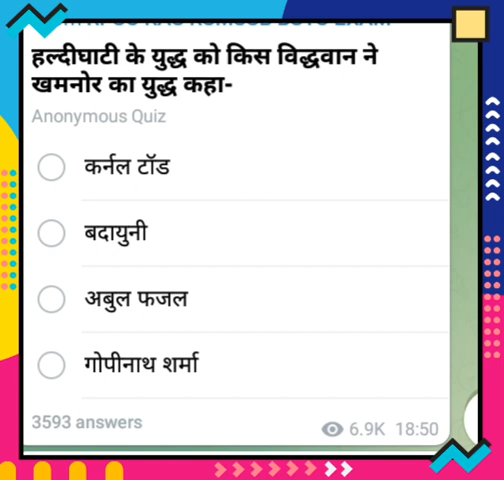 हल्दीघाटी के युद्ध को किस विद्धवान ने
खमनोर का युद्ध कहा-
Anonymous Quiz
कर्नल टॉड
बदायुनी
अबुल फजल
गोपीनाथ शर्मा
3593 answers
6.9K 18:50